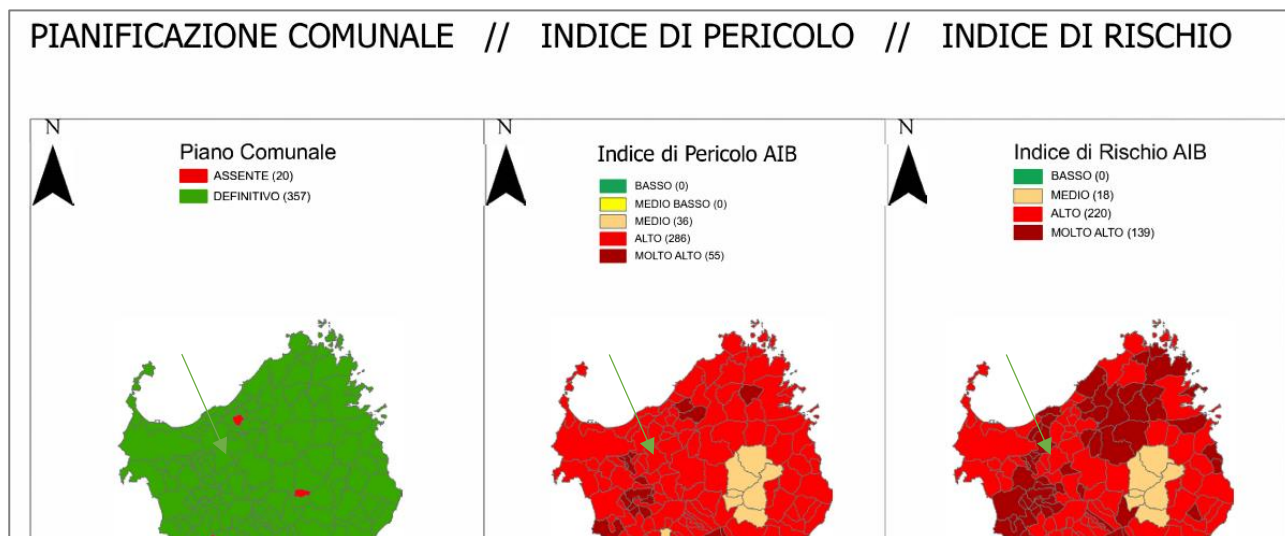 PIANIFICAZIONE COMUNALE // INDICE DI PERICOLO // INDICE DI RISCHIO
N
Piano Comunale
ASSENTE (20)
DEFINITIVO (357)
N
Indice di Pericolo AIB
BASSO (0)
MEDIO BASSO (0)
MEDIO (36)
ALTO (286)
MOLTO ALTO (55)
N
Indice di Rischio AIB
BASSO (0)
MEDIO (18)
ALTO (220)
MOLTO ALTO (139)